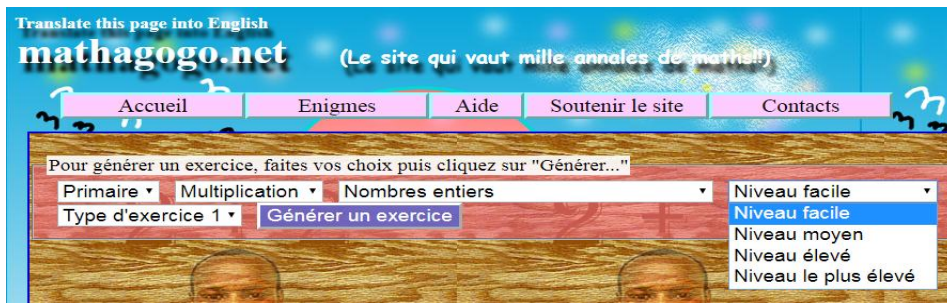 Translate this page into English
mathagogo.net (Le site qui vaut mille annales de maths!!)
Accueil Enigmes Aide Soutenir le site Contacts
Pour générer un exercice, faites vos choix puis cliquez sur "Générer..."
Primaire Multiplication Nombres entiers Niveau facile
Type d'exercice 1 Générer un exercice
Niveau facile
Niveau moyen
Niveau élevé
Niveau le plus élevé